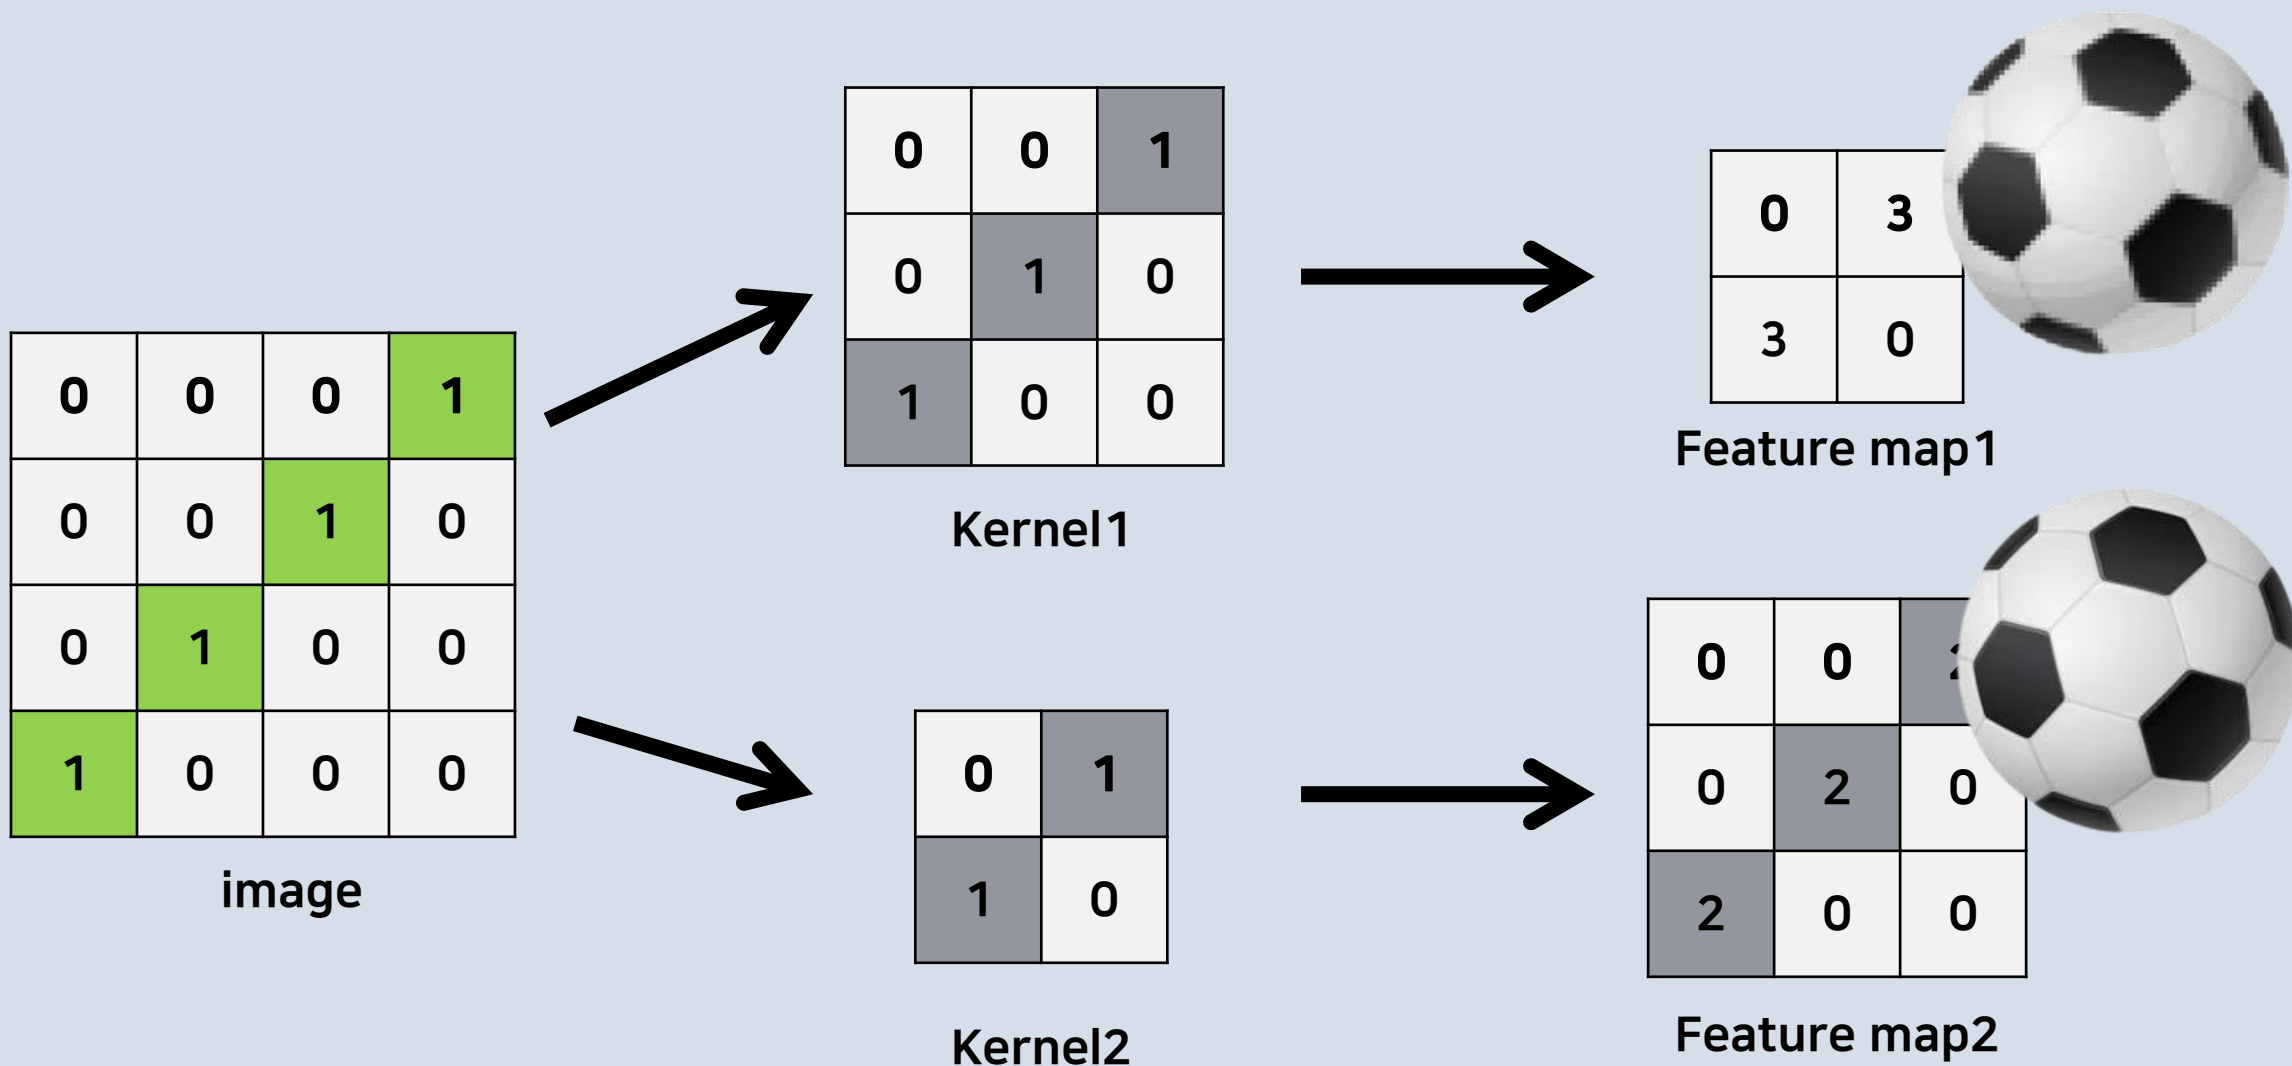 0 0 0 1
0 0 1 0
0 1 0 0
1 0 0 0
image
0 0 1
0 1 0
1 0 0
Kernel1
0 3
3 0
Feature map1
0 1
1 0
Kernel2
0 0
0 2 0
2 0 0
Feature map2